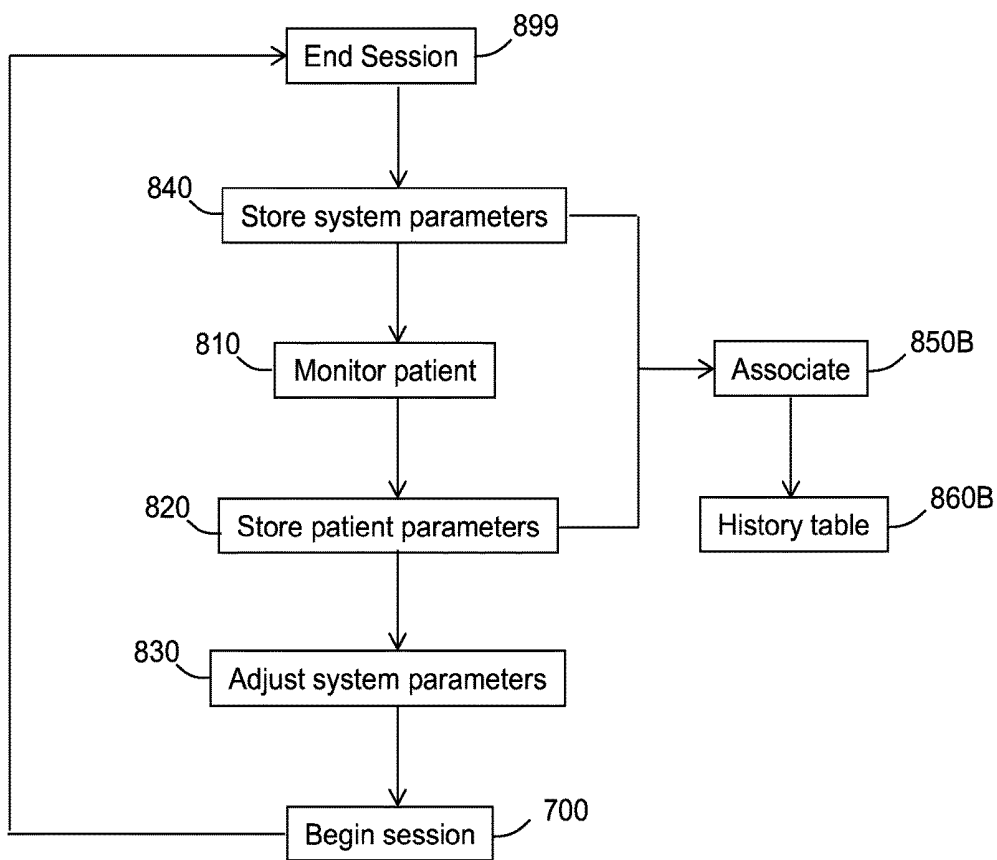 899
End Session
840
Store system parameters
810
Monitor patient
850B
Associate
820
Store patient parameters
860B
History table
830
Adjust system parameters
700
Begin session